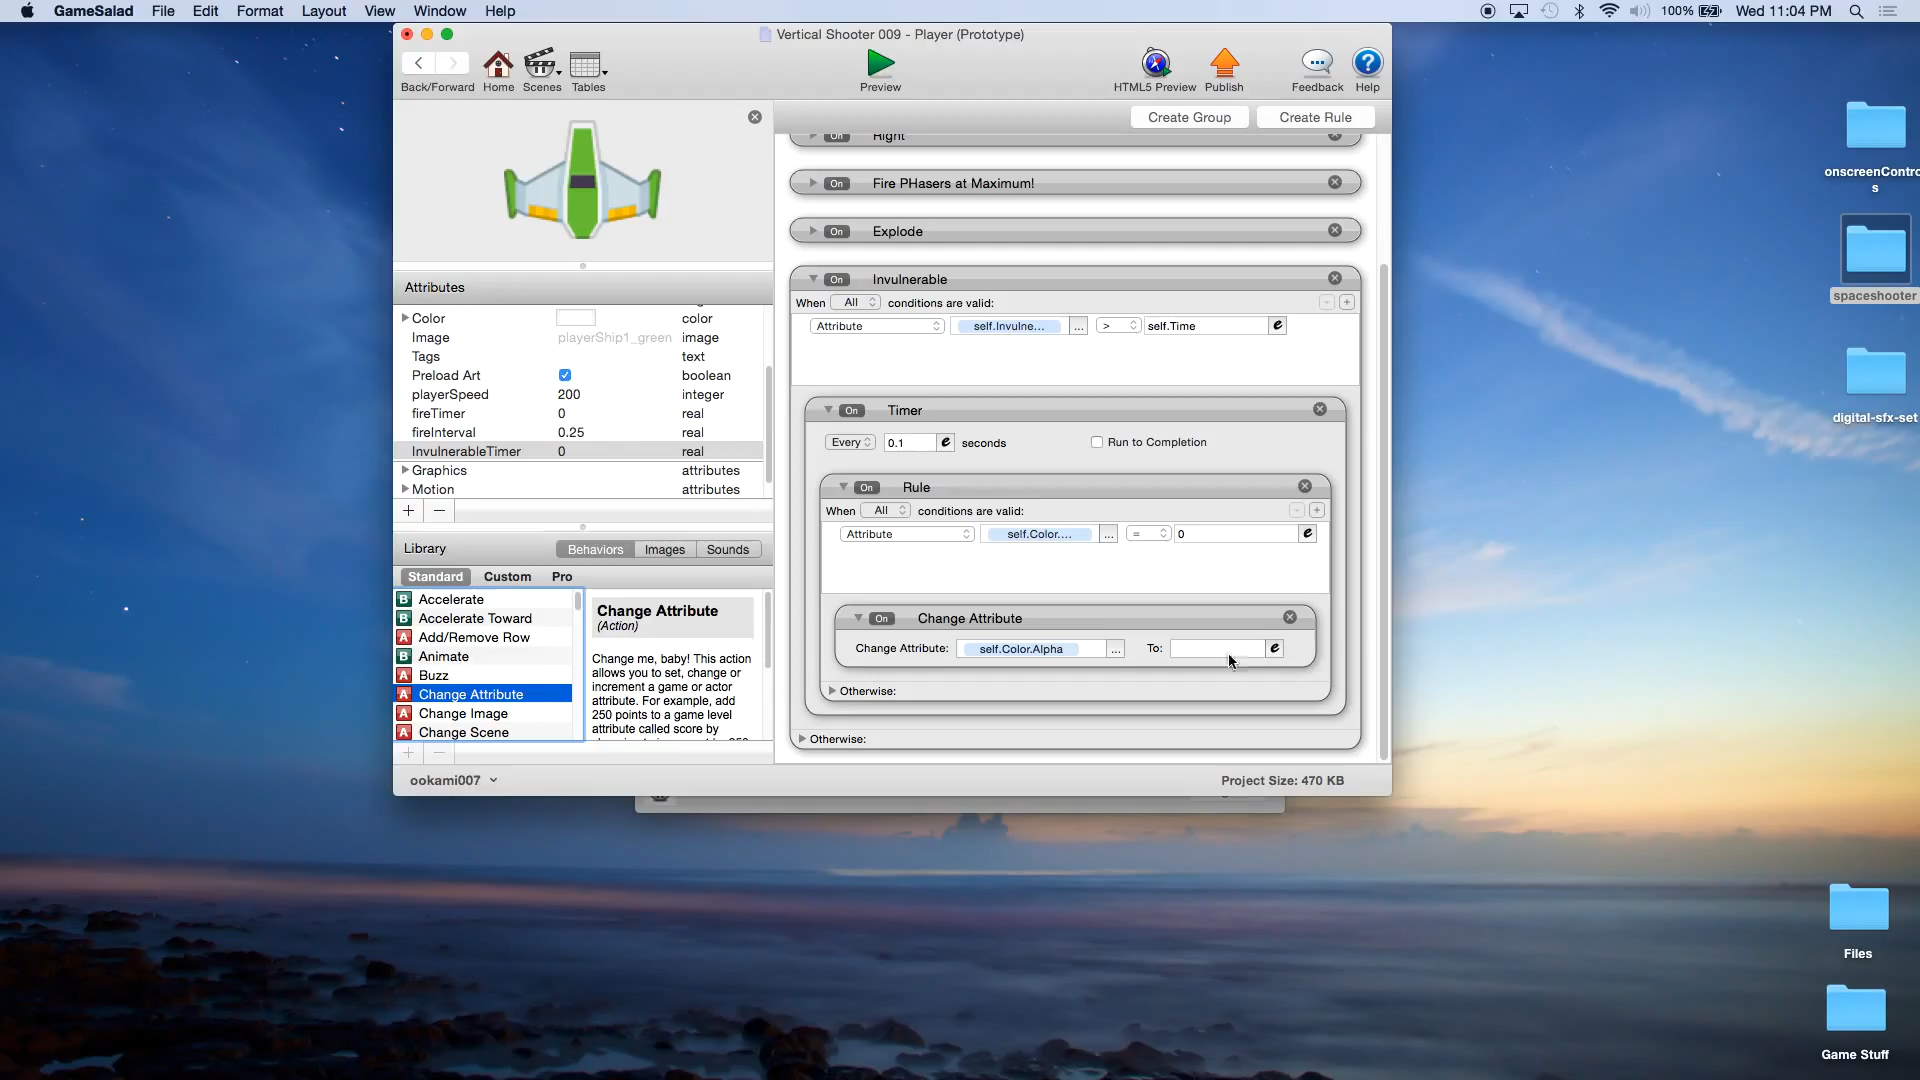 GameSalad File Edit Format Layout View Window Help
100% Wed 11:04 PM
Vertical Shooter 009 - Player (Prototype)
Back/Forward Home Scenes Tables Preview HTML5 Preview Publish Feedback Help
Create Group Create Rule
On Right
On Fire PHasers at Maximum!
On Explode
On Invulnerable
When All conditions are valid:
Attribute self.Invulne... ... > self.Time e
On Timer
Every 0.1 e seconds Run to Completion
On Rule
When All conditions are valid:
Attribute self.Color.... ... = 0 e
On Change Attribute
Change Attribute: self.Color.Alpha ... To: e
Otherwise:
Otherwise:
Attributes
Color color
Image playerShip1_green image
Tags text
Preload Art boolean
playerSpeed 200 integer
fireTimer 0 real
fireInterval 0.25 real
InvulnerableTimer 0 real
Graphics attributes
Motion attributes
Library Behaviors Images Sounds
Standard Custom Pro
B Accelerate
B Accelerate Toward
A Add/Remove Row
B Animate
A Buzz
A Change Attribute
A Change Image
A Change Scene
Change Attribute
(Action)
Change me, baby! This action
allows you to set, change or
increment a game or actor
attribute. For example, add
250 points to a game level
attribute called score by
ookami007
Project Size: 470 KB
onscreenContro
s
spaceshooter
digital-sfx-set
Files
Game Stuff